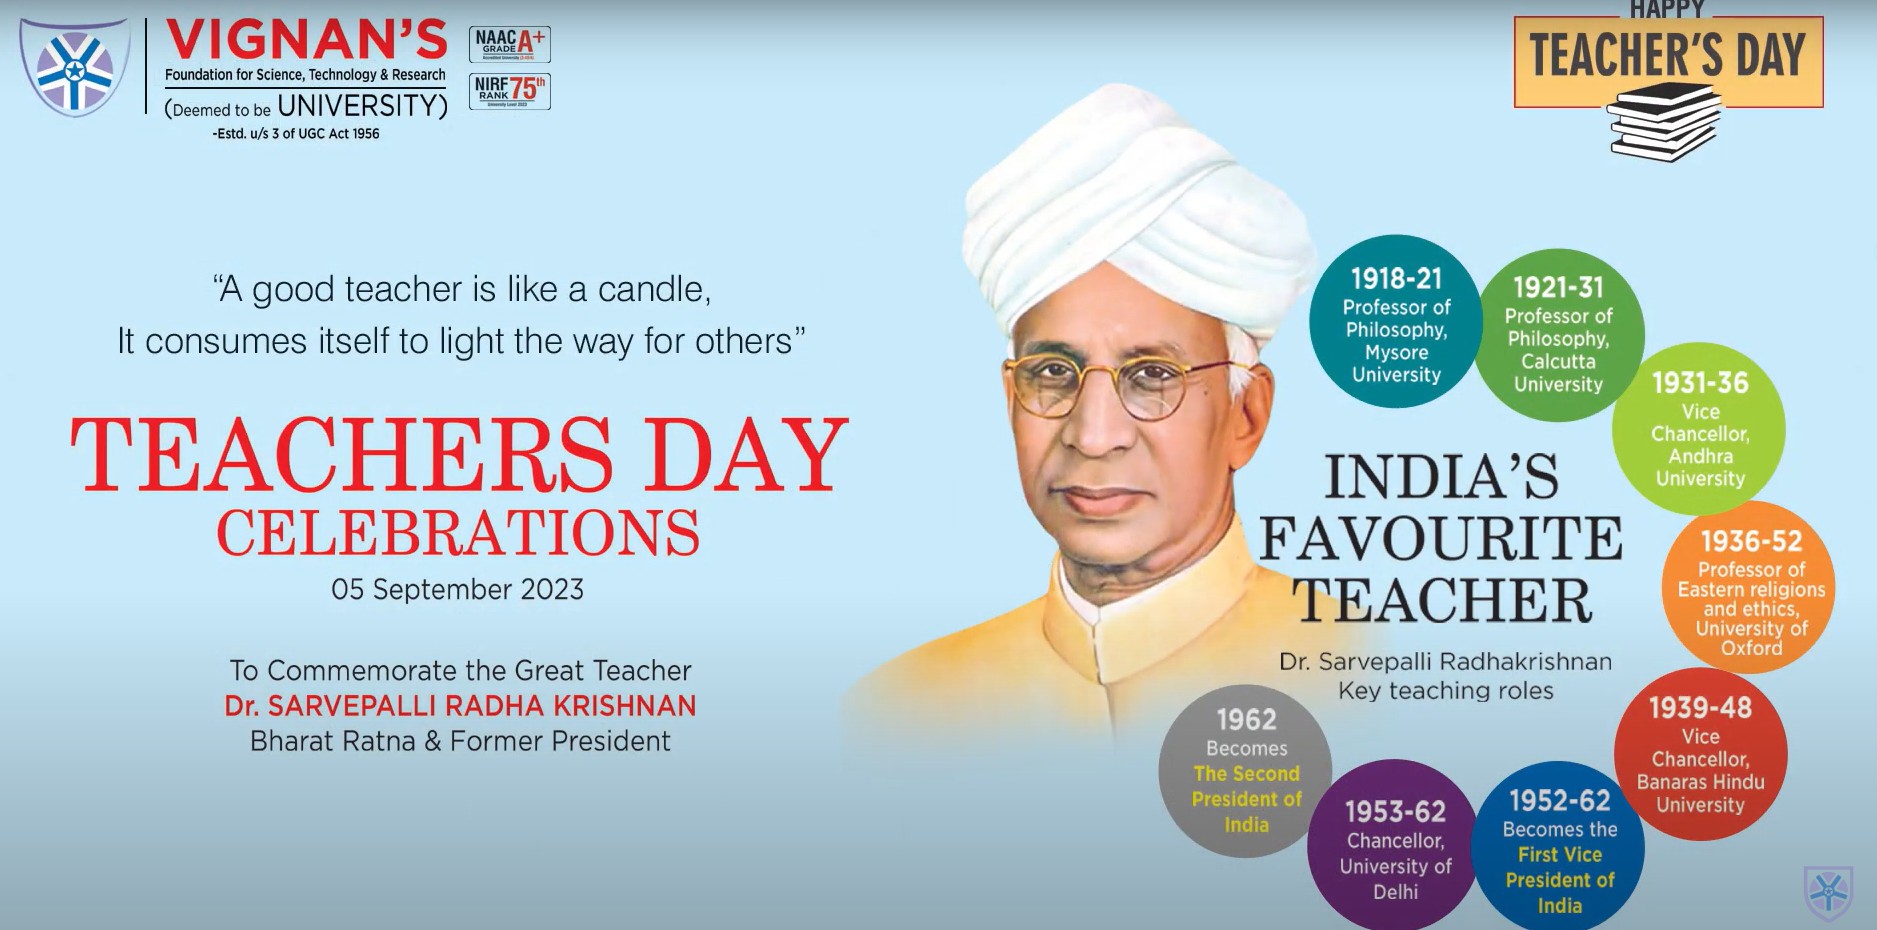 VIGNAN'S
Foundation for Science, Technology & Research
(Deemed to be UNIVERSITY)
-Estd. u/s 3 of UGC Act 1956
NAAC A+
GRADE
NIRF 75th
RANK
HAPPY
TEACHER'S DAY
“A good teacher is like a candle,
It consumes itself to light the way for others”
TEACHERS DAY
CELEBRATIONS
05 September 2023
To Commemorate the Great Teacher
Dr. SARVEPALLI RADHA KRISHNAN
Bharat Ratna & Former President
INDIA'S
FAVOURITE
TEACHER
Dr. Sarvepalli Radhakrishnan
Key teaching roles
1918-21
Professor of
Philosophy,
Mysore
University
1921-31
Professor of
Philosophy,
Calcutta
University
1931-36
Vice
Chancellor,
Andhra
University
1936-52
Professor of
Eastern religions
and ethics,
University of
Oxford
1939-48
Vice
Chancellor,
Banaras Hindu
University
1952-62
Becomes the
First Vice
President of
India
1953-62
Chancellor,
University of
Delhi
1962
Becomes
The Second
President of
India